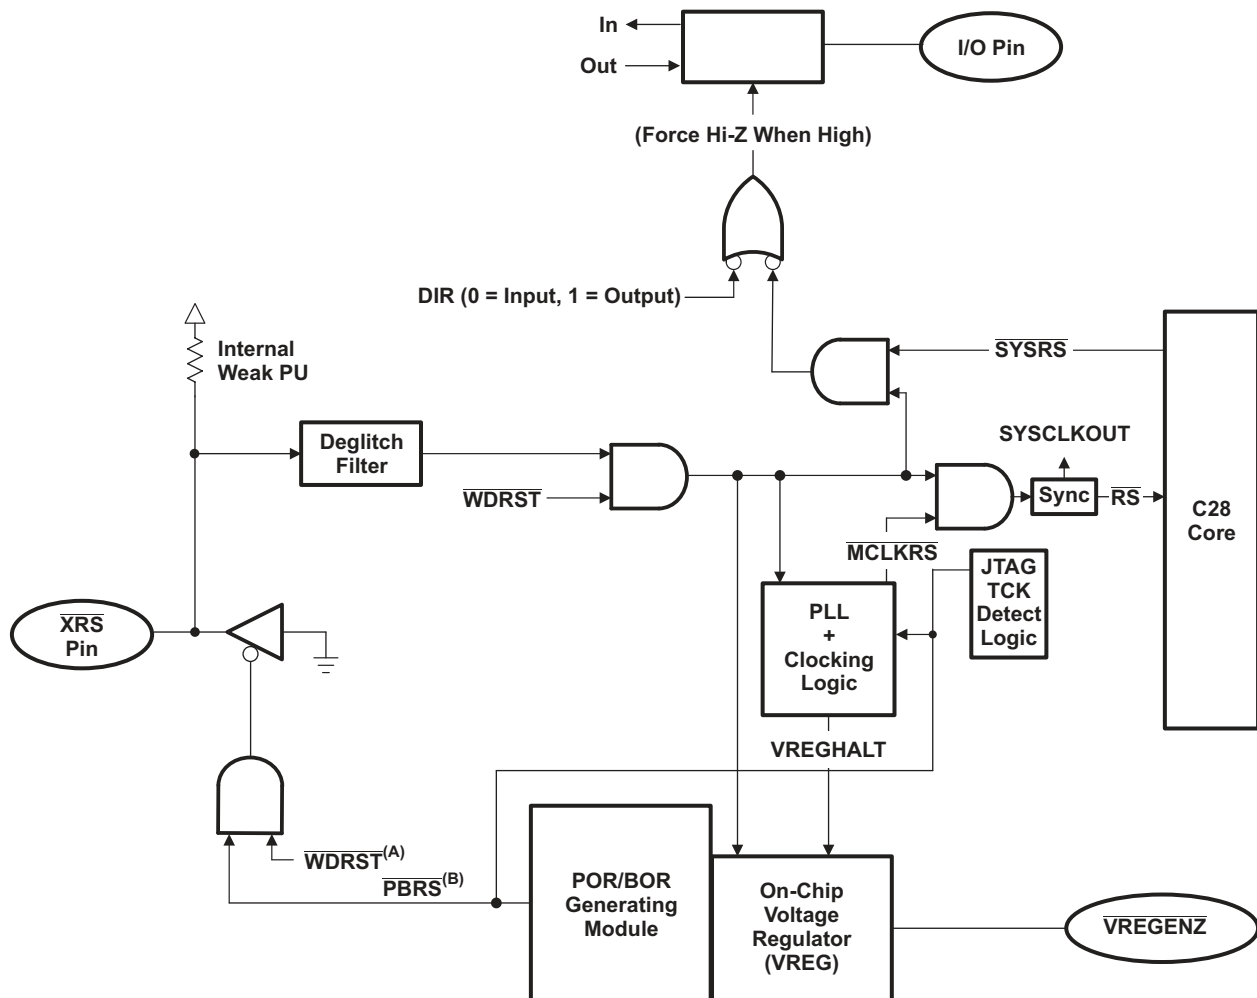 In
Out
I/O Pin
(Force Hi-Z When High)
DIR (0 = Input, 1 = Output)
Internal
Weak PU
SYSRS
Deglitch
Filter
WDRST
SYSCLKOUT
Sync
RS
C28
Core
MCLKRS
JTAG
TCK
Detect
Logic
PLL
+
Clocking
Logic
XRS
Pin
VREGHALT
WDRST(A)
PBRS(B)
POR/BOR
Generating
Module
On-Chip
Voltage
Regulator
(VREG)
VREGENZ